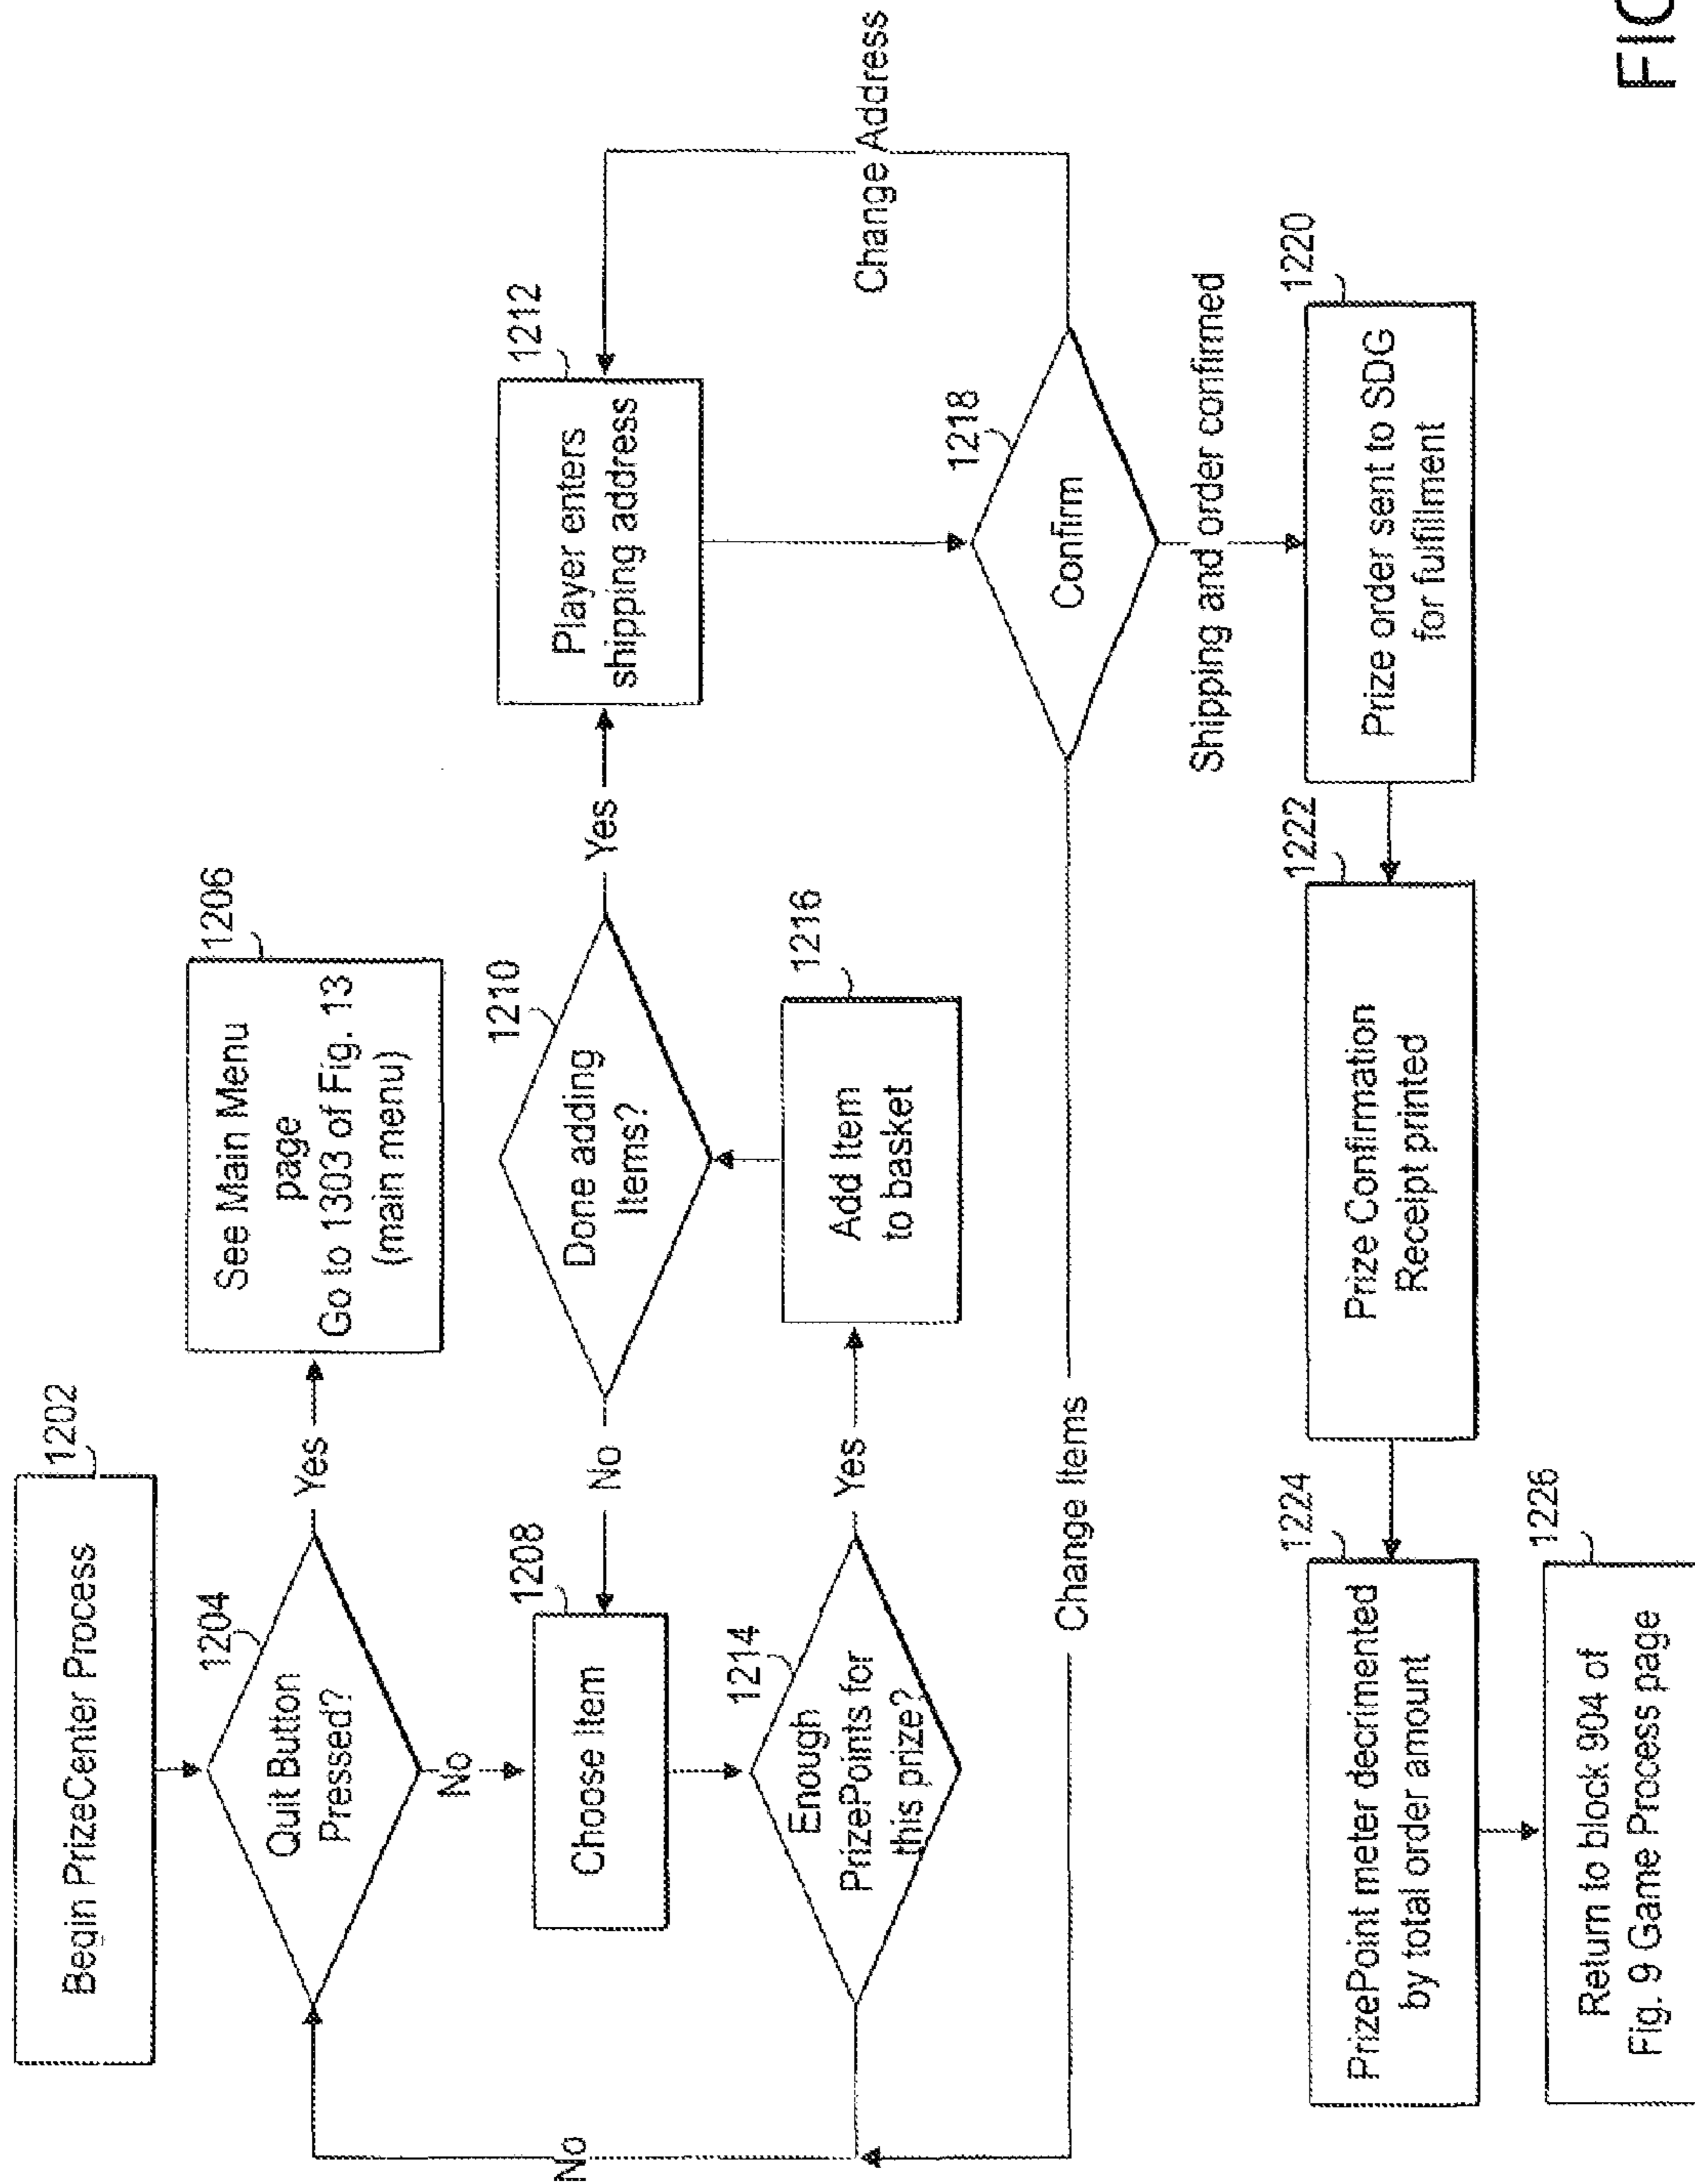 Begin PrizeCenter Process
1202
Quit Button
Pressed?
1204
Yes
See Main Menu
page
Go to 1303 of Fig. 13
(main menu)
1206
No
Choose Item
1208
No
Done adding
Items?
1210
Yes
Player enters
shipping address
1212
Enough
PrizePoints for
this prize?
1214
Yes
Add Item
to basket
1216
No
Change Address
Confirm
1218
Change Items
Shipping and order confirmed
Prize order sent to SDG
for fulfillment
1220
Prize Confirmation
Receipt printed
1222
PrizePoint meter decrimented
by total order amount
1224
Return to block 904 of
Fig. 9 Game Process page
1226